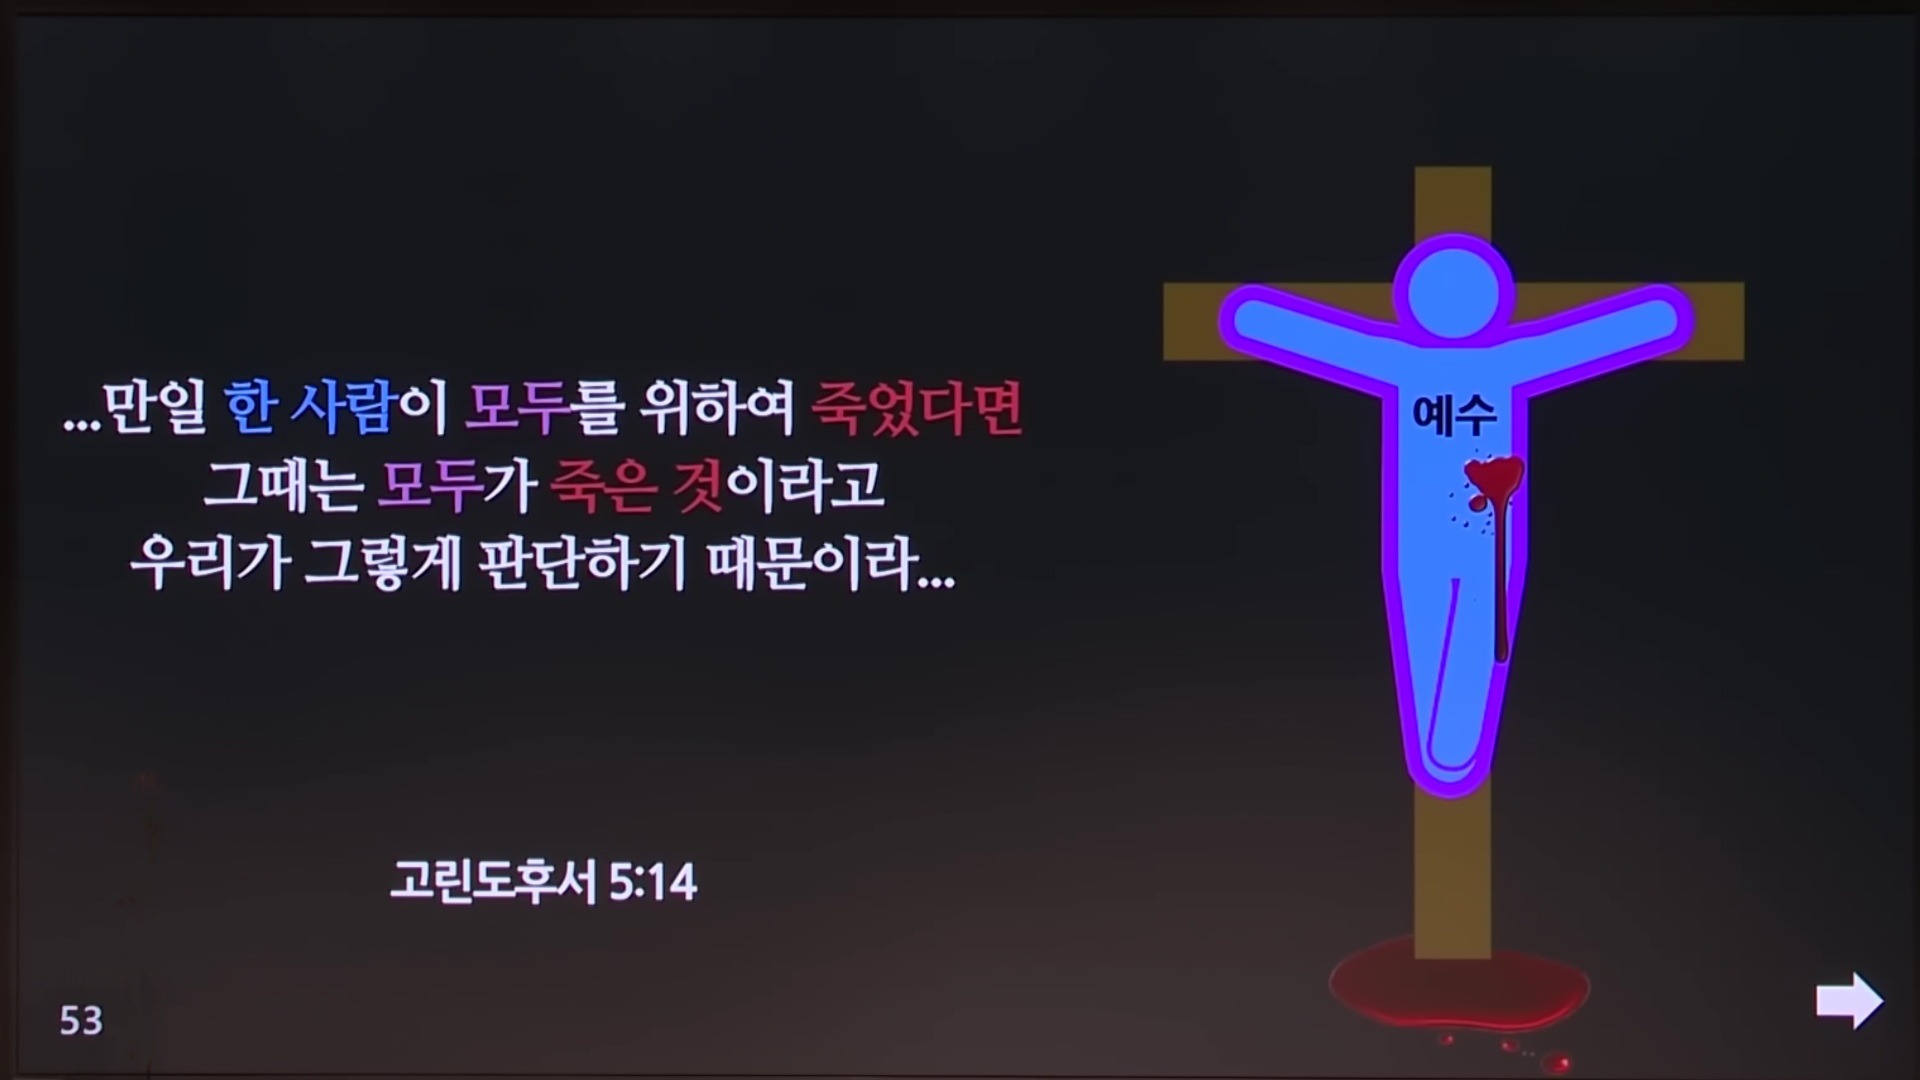 ...만일 한 사람이 모두를 위하여 죽었다면
그때는 모두가 죽은 것이라고
우리가 그렇게 판단하기 때문이라...
고린도후서 5:14
예수
53